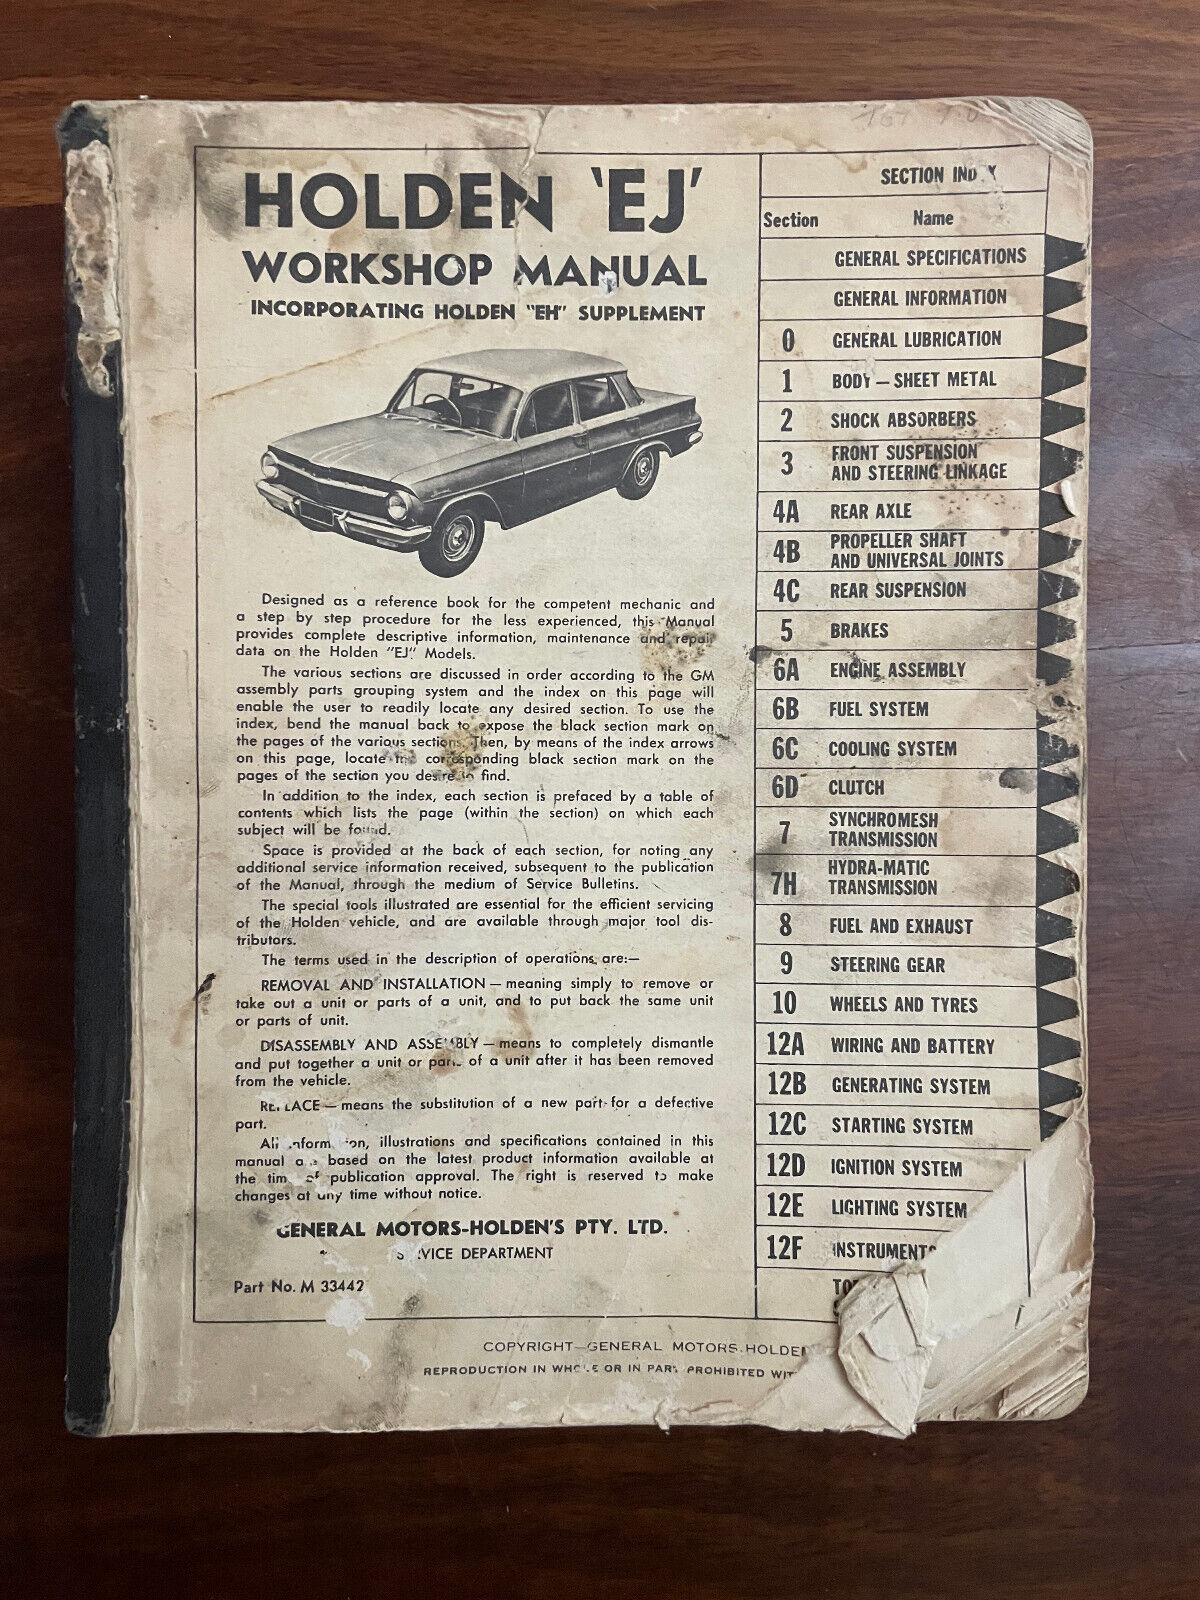 HOLDEN 'EJ'
WORKSHOP MANUAL
INCORPORATING HOLDEN "EH" SUPPLEMENT
Designed as a reference book for the competent mechanic and
a step by step procedure for the less experienced, this Manual
provides complete descriptive information, maintenance and repair
data on the Holden "EJ" Models.
The various sections are discussed in order according to the GM
assembly parts grouping system and the index on this page will
enable the user to readily locate any desired section. To use the
index, bend the manual back to expose the black section mark on
the pages of the various sections. Then, by means of the index arrows
on this page, locate the corresponding black section mark on the
pages of the section you desire to find.
In addition to the index, each section is prefaced by a table of
contents which lists the page (within the section) on which each
subject will be found.
Space is provided at the back of each section, for noting any
additional service information received, subsequent to the publication
of the Manual, through the medium of Service Bulletins.
The special tools illustrated are essential for the efficient servicing
of the Holden vehicle, and are available through major tool dis-
tributors.
The terms used in the description of operations are:—
REMOVAL AND INSTALLATION — meaning simply to remove or
take out a unit or parts of a unit, and to put back the same unit
or parts of unit.
DISASSEMBLY AND ASSEMBLY — means to completely dismantle
and put together a unit or parts of a unit after it has been removed
from the vehicle.
REPLACE — means the substitution of a new part for a defective
part.
All information, illustrations and specifications contained in this
manual are based on the latest product information available at
the time of publication approval. The right is reserved to make
changes at any time without notice.
GENERAL MOTORS-HOLDEN'S PTY. LTD.
SERVICE DEPARTMENT
Part No. M 33442
SECTION INDEX
Section Name
GENERAL SPECIFICATIONS
GENERAL INFORMATION
0 GENERAL LUBRICATION
1 BODY — SHEET METAL
2 SHOCK ABSORBERS
3 FRONT SUSPENSION
AND STEERING LINKAGE
4A REAR AXLE
4B PROPELLER SHAFT
AND UNIVERSAL JOINTS
4C REAR SUSPENSION
5 BRAKES
6A ENGINE ASSEMBLY
6B FUEL SYSTEM
6C COOLING SYSTEM
6D CLUTCH
7 SYNCHROMESH
TRANSMISSION
7H HYDRA-MATIC
TRANSMISSION
8 FUEL AND EXHAUST
9 STEERING GEAR
10 WHEELS AND TYRES
12A WIRING AND BATTERY
12B GENERATING SYSTEM
12C STARTING SYSTEM
12D IGNITION SYSTEM
12E LIGHTING SYSTEM
12F INSTRUMENTS
COPYRIGHT—GENERAL MOTORS-HOLDEN
REPRODUCTION IN WHOLE OR IN PART PROHIBITED WIT